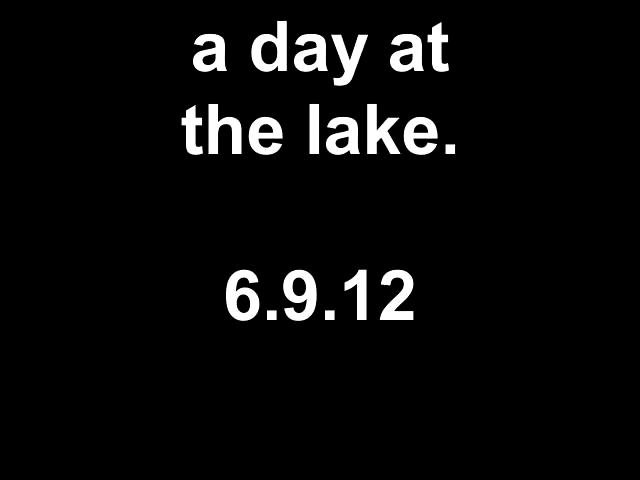 a day at
the lake.
6.9.12